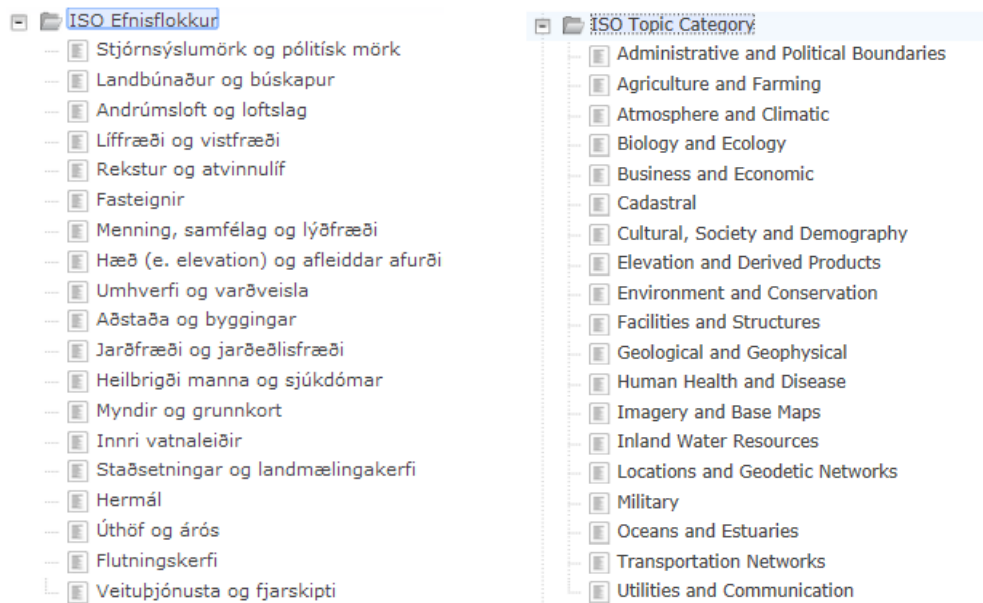 ISO Efnisflokkur
Stjórnsýslumörk og pólitísk mörk
Landbúnaður og búskapur
Andrúmsloft og loftslag
Líffræði og vistfræði
Rekstur og atvinnulíf
Fasteignir
Menning, samfélag og lýðfræði
Hæð (e. elevation) og afleiddar afurði
Umhverfi og varðveisla
Aðstaða og byggingar
Jarðfræði og jarðeðlisfræði
Heilbrigði manna og sjúkdómar
Myndir og grunnkort
Innri vatnaleiðir
Staðsetningar og landmælingakerfi
Hermál
Úthöf og árós
Flutningskerfi
Veituþjónusta og fjarskipti
ISO Topic Category
Administrative and Political Boundaries
Agriculture and Farming
Atmosphere and Climatic
Biology and Ecology
Business and Economic
Cadastral
Cultural, Society and Demography
Elevation and Derived Products
Environment and Conservation
Facilities and Structures
Geological and Geophysical
Human Health and Disease
Imagery and Base Maps
Inland Water Resources
Locations and Geodetic Networks
Military
Oceans and Estuaries
Transportation Networks
Utilities and Communication